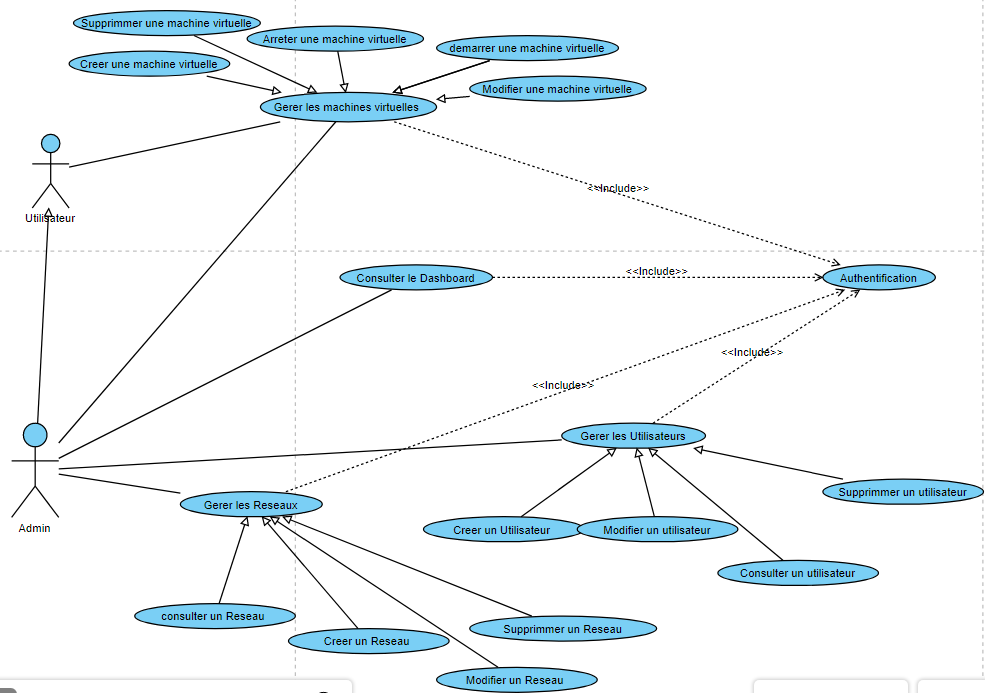 Supprimmer une machine virtuelle
Arreter une machine virtuelle
demarrer une machine virtuelle
Creer une machine virtuelle
Modifier une machine virtuelle
Gerer les machines virtuelles
<<Include>>
Utilisateur
<<Include>>
Consulter le Dashboard
Authentification
<<Include>>
<<Include>>
Gerer les Utilisateurs
Supprimmer un utilisateur
Gerer les Reseaux
Admin
Creer un Utilisateur
Modifier un utilisateur
Consulter un utilisateur
consulter un Reseau
Supprimmer un Reseau
Creer un Reseau
Modifier un Reseau